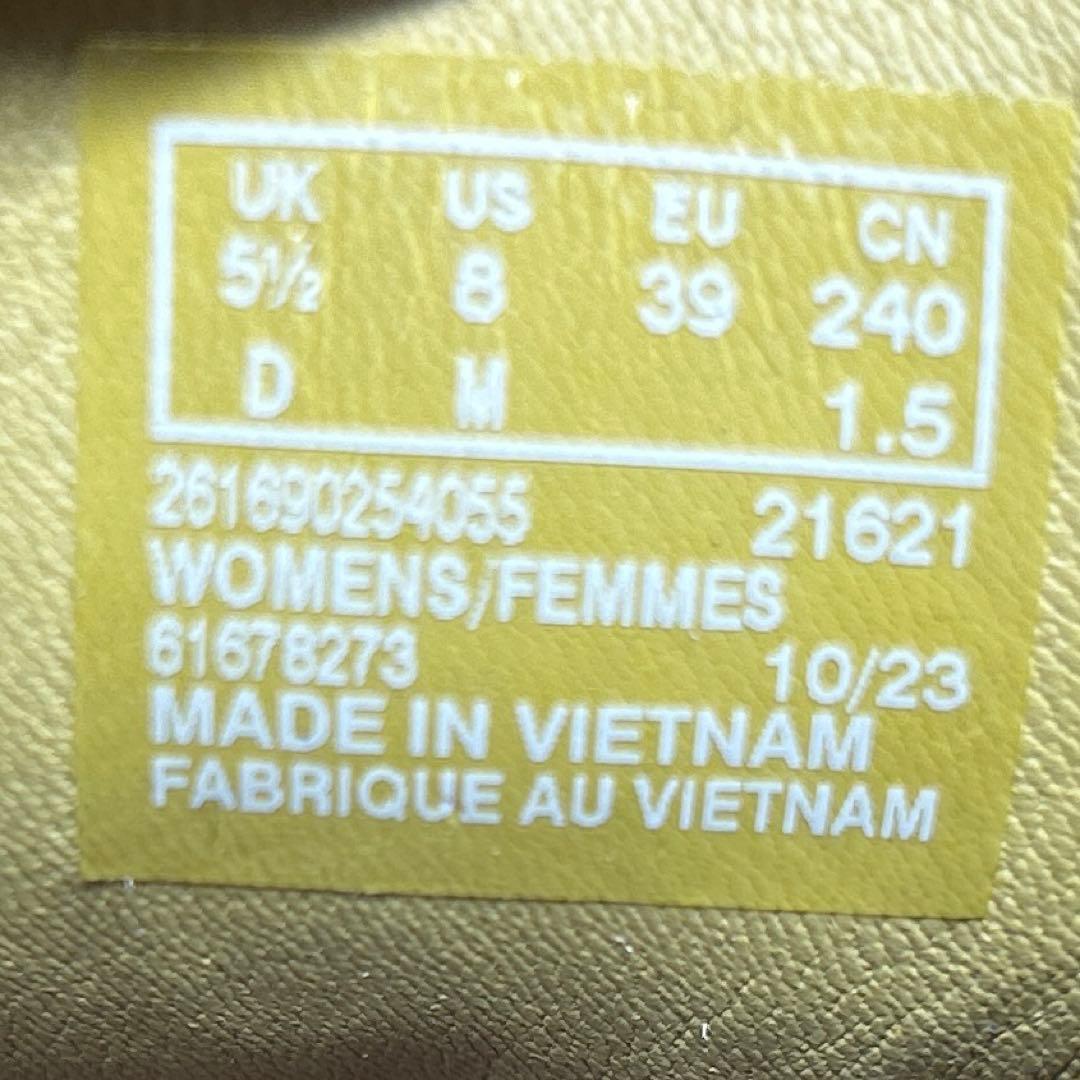 UK US EU CN
5½ 8 39 240
D M 1.5
261690254055 21621
WOMENS/FEMMES
61678273 10/23
MADE IN VIETNAM
FABRIQUE AU VIETNAM